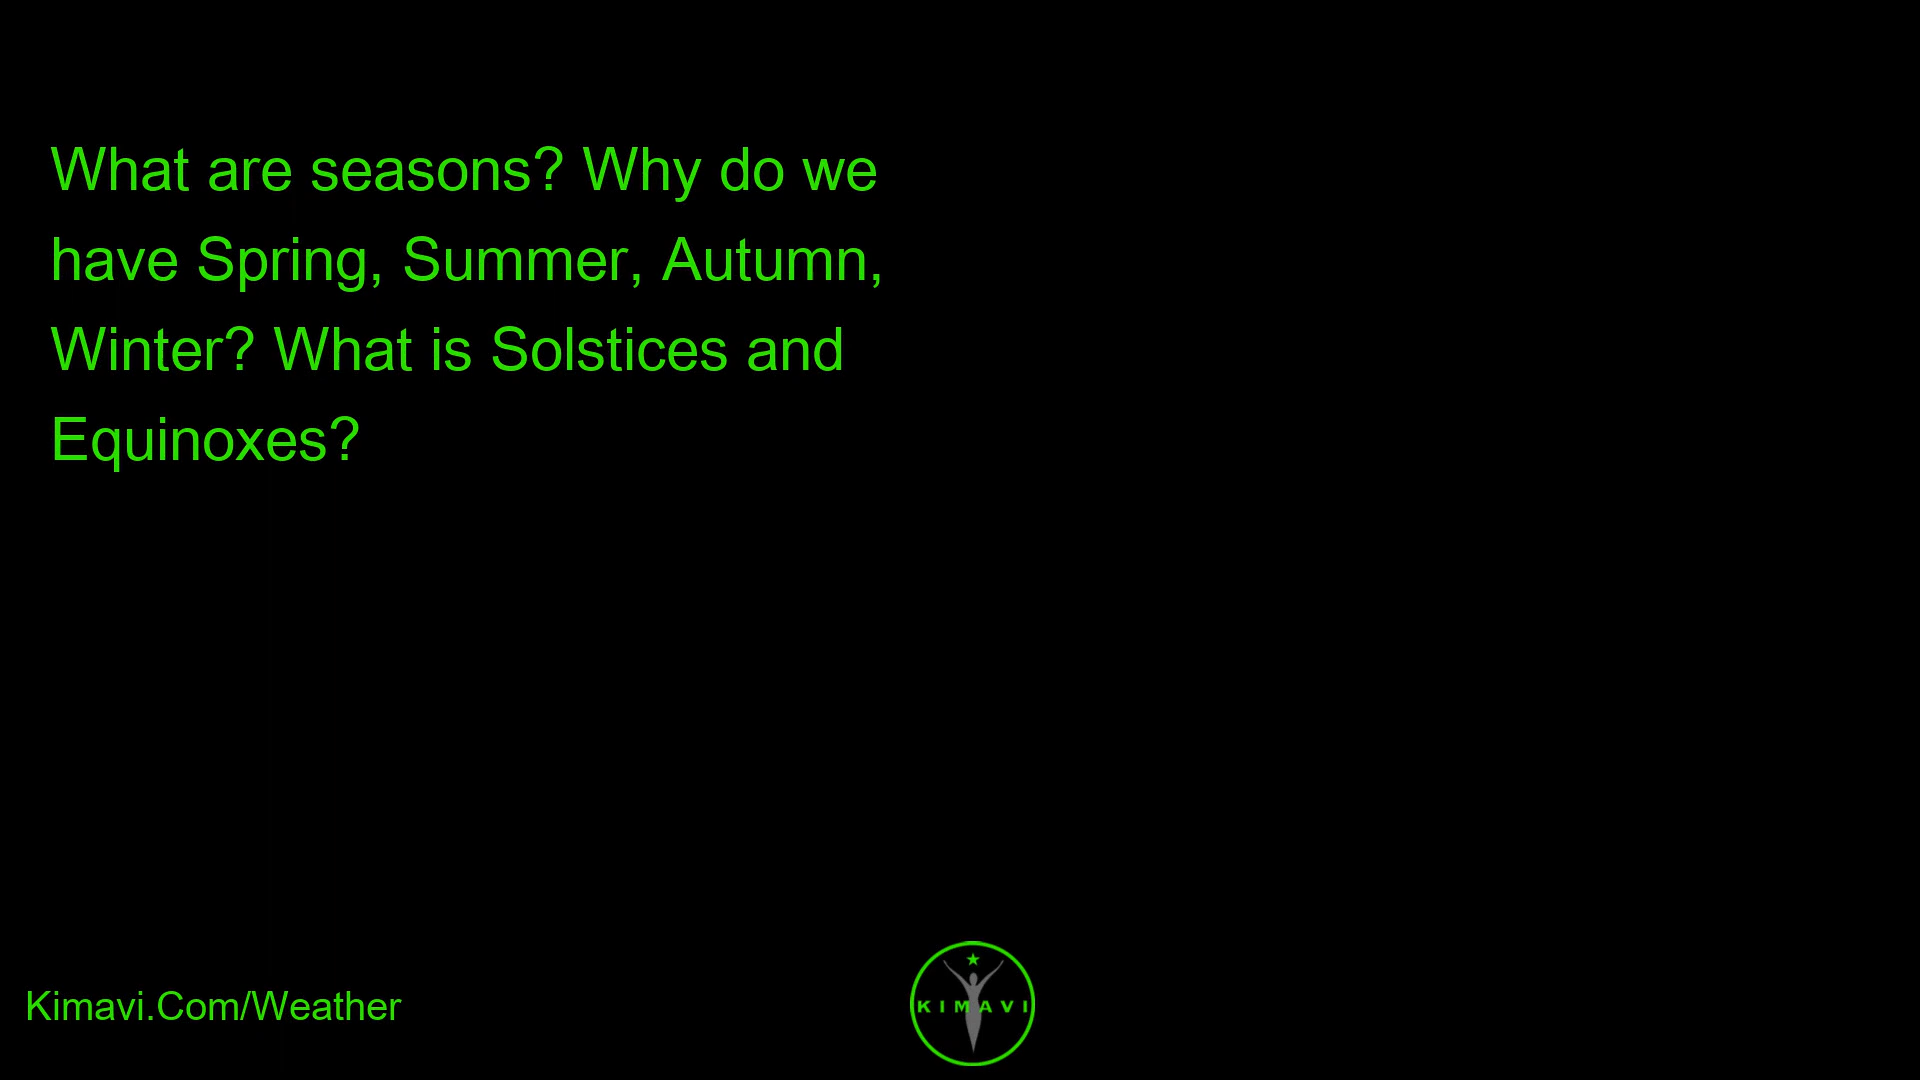 What are seasons? Why do we
have Spring, Summer, Autumn,
Winter? What is Solstices and
Equinoxes?
Kimavi.Com/Weather
KIMAVI